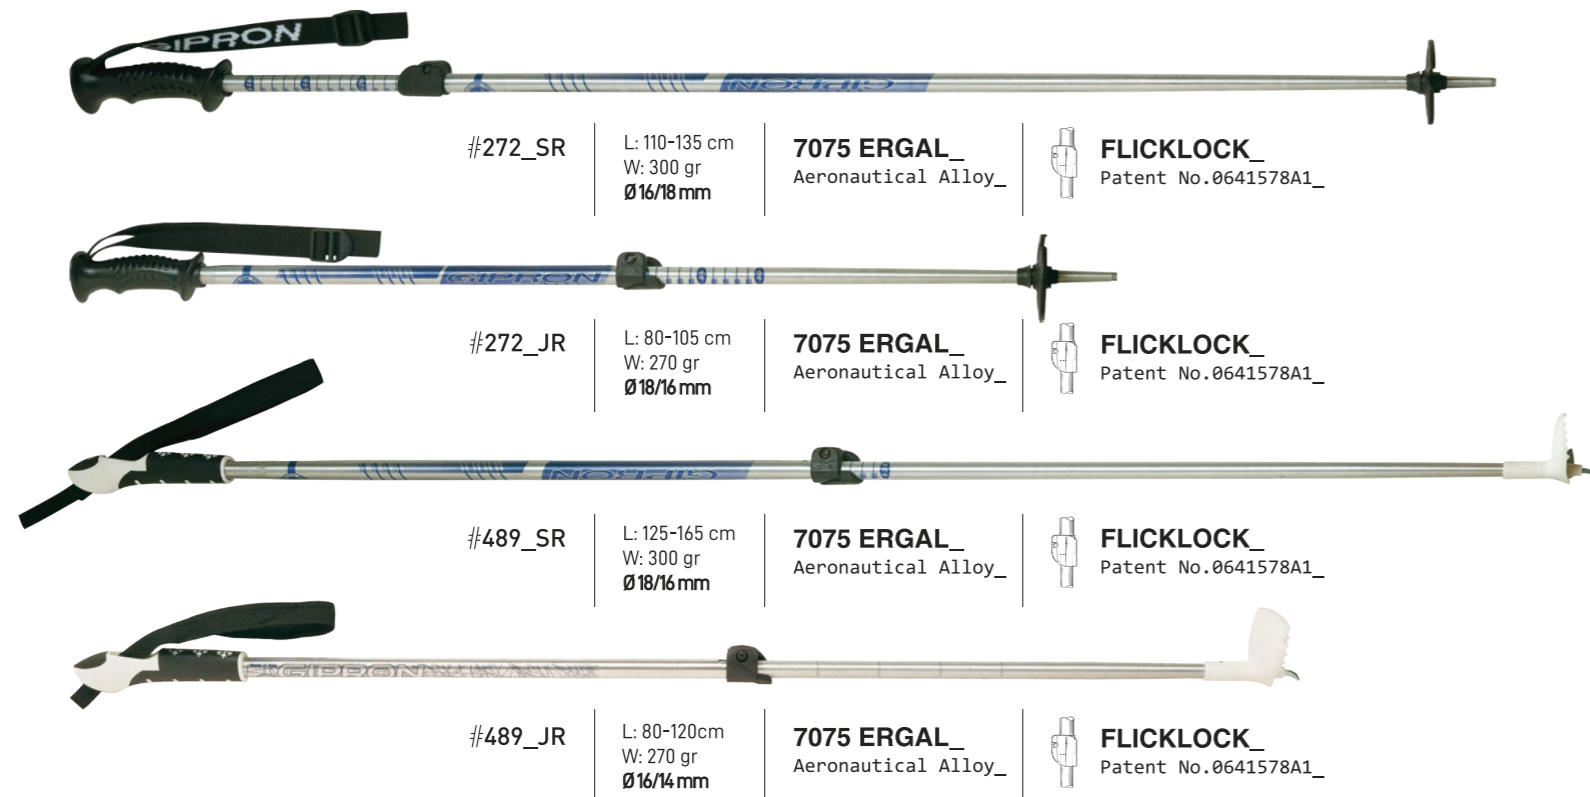 GIPRON
GIPRON
#272_SR
L: 110-135 cm
W: 300 gr
Ø 16/18 mm
7075 ERGAL_
Aeronautical Alloy_
FLICKLOCK_
Patent No.0641578A1_
GIPRON
#272_JR
L: 80-105 cm
W: 270 gr
Ø 18/16 mm
7075 ERGAL_
Aeronautical Alloy_
FLICKLOCK_
Patent No.0641578A1_
GIPRON
#489_SR
L: 125-165 cm
W: 300 gr
Ø 18/16 mm
7075 ERGAL_
Aeronautical Alloy_
FLICKLOCK_
Patent No.0641578A1_
GIPRON
#489_JR
L: 80-120cm
W: 270 gr
Ø 16/14 mm
7075 ERGAL_
Aeronautical Alloy_
FLICKLOCK_
Patent No.0641578A1_